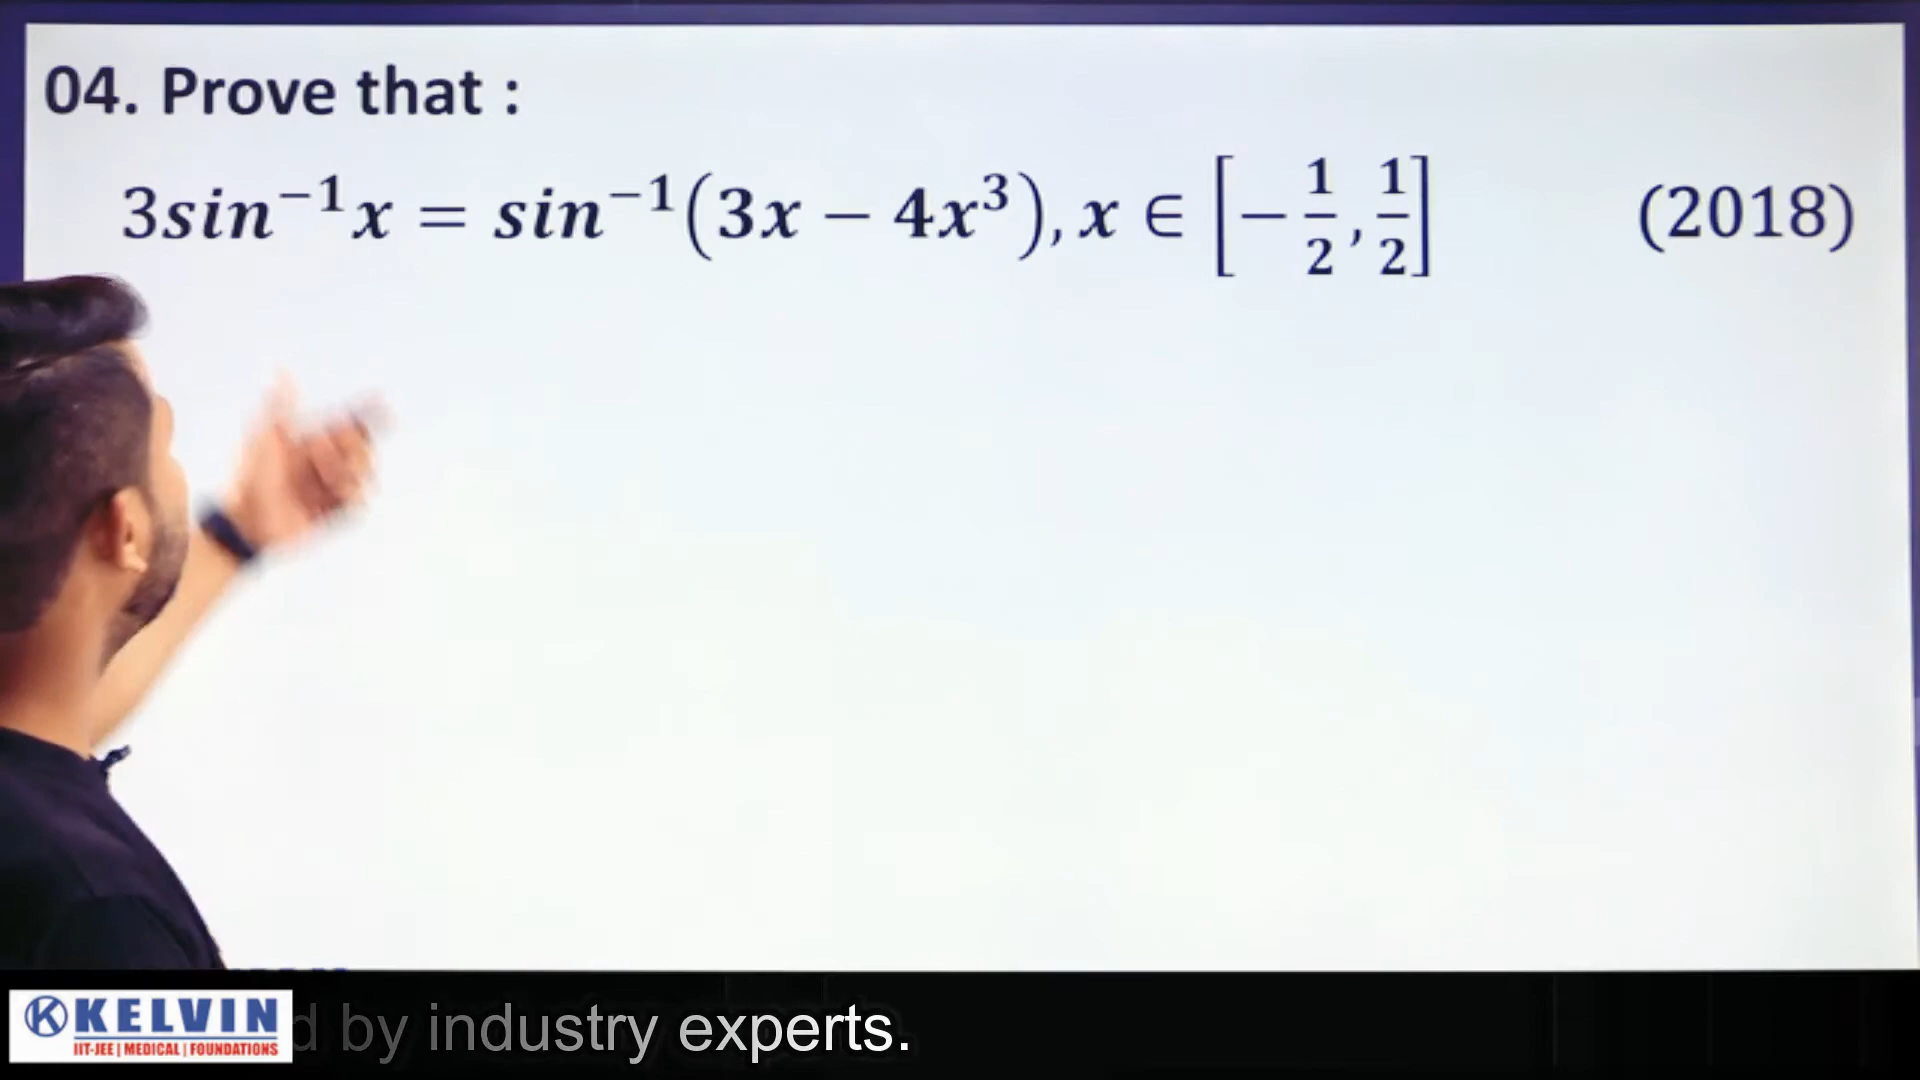 04. Prove that :
3sin⁻¹x = sin⁻¹(3x − 4x³), x ∈ [−1/2, 1/2] (2018)
KELVIN
IIT-JEE | MEDICAL | FOUNDATIONS
by industry experts.